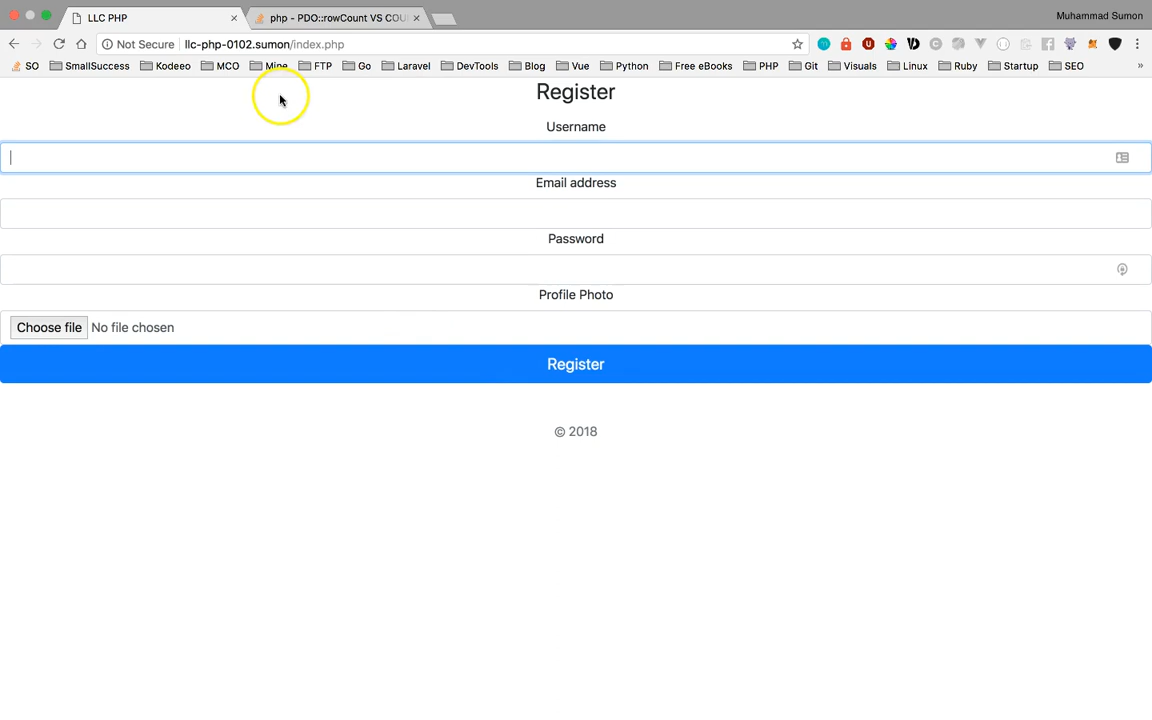 LLC PHP
php - PDO::rowCount VS COU
Muhammad Sumon
Not Secure llc-php-0102.sumon/index.php
SO SmallSuccess Kodeeo MCO Mine FTP Go Laravel DevTools Blog Vue Python Free eBooks PHP Git Visuals Linux Ruby Startup SEO »
Register
Username
Email address
Password
Profile Photo
Choose file No file chosen
Register
© 2018